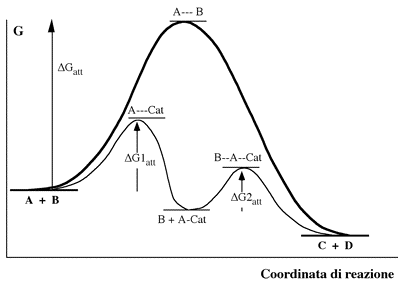 A--- B
G
ΔGatt
A---Cat
ΔG1att
B--A--Cat
A + B
ΔG2att
B + A-Cat
C + D
Coordinata di reazione